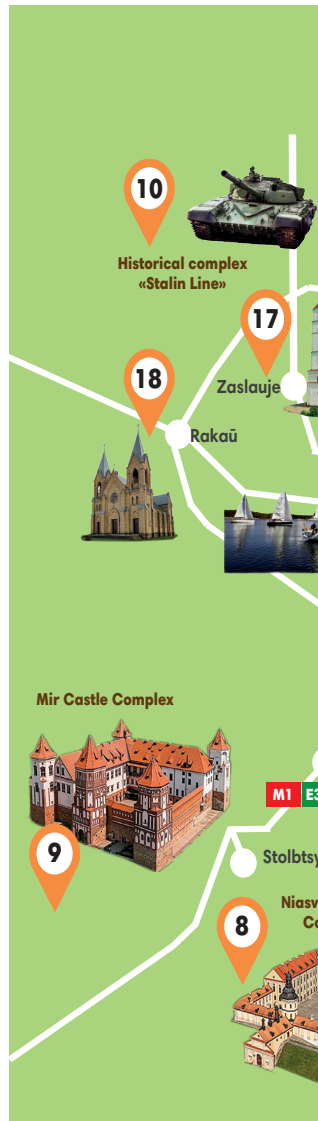 10
Historical complex
«Stalin Line»
17
18
Zaslauje
Rakaŭ
Mir Castle Complex
M1
9
Stolbtsy
8